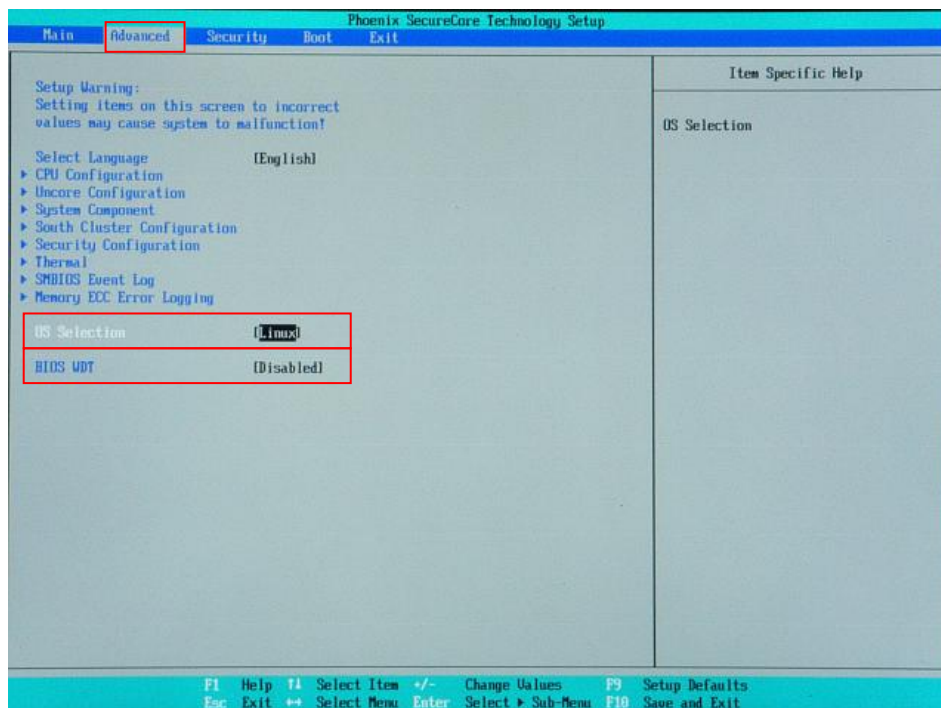 Phoenix SecureCore Technology Setup
Main Advanced Security Boot Exit
Item Specific Help
Setup Warning:
Setting items on this screen to incorrect
values may cause system to malfunction!
OS Selection
Select Language [English]
▶ CPU Configuration
▶ Uncore Configuration
▶ System Component
▶ South Cluster Configuration
▶ Security Configuration
▶ Thermal
▶ SMBIOS Event Log
▶ Memory ECC Error Logging
OS Selection [Linux]
BIOS WDT [Disabled]
F1 Help ↑↓ Select Item +/- Change Values F9 Setup Defaults
Esc Exit ↔ Select Menu Enter Select ▶ Sub-Menu F10 Save and Exit